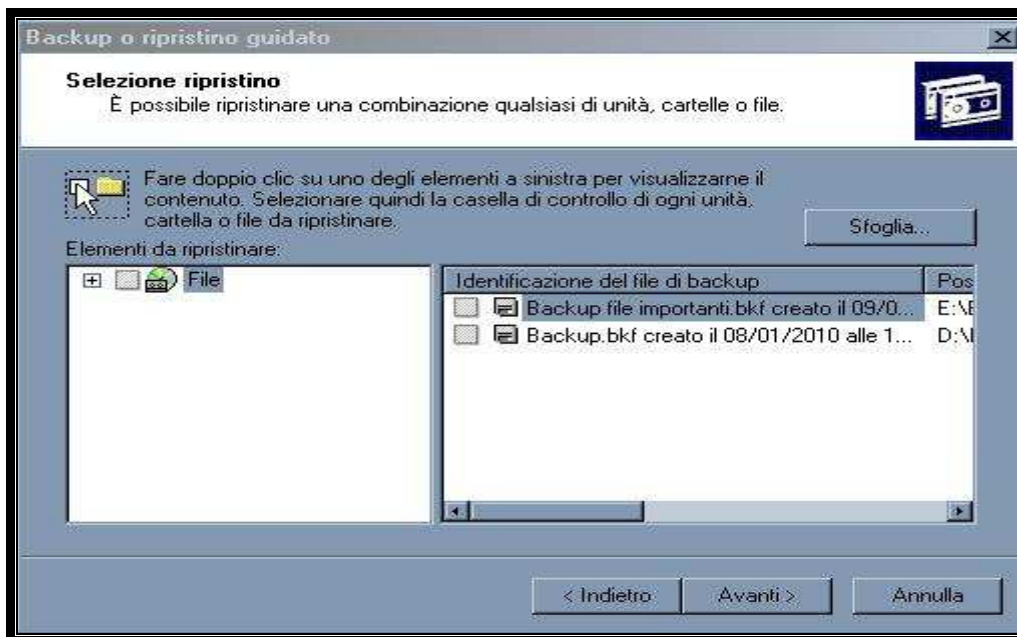 Backup o ripristino guidato
Selezione ripristino
È possibile ripristinare una combinazione qualsiasi di unità, cartelle o file.
Fare doppio clic su uno degli elementi a sinistra per visualizzarne il
contenuto. Selezionare quindi la casella di controllo di ogni unità,
cartella o file da ripristinare.
Sfoglia...
Elementi da ripristinare:
File
Identificazione del file di backup Pos
Backup file importanti.bkf creato il 09/0... E:\B
Backup.bkf creato il 08/01/2010 alle 1... D:\
< Indietro Avanti > Annulla